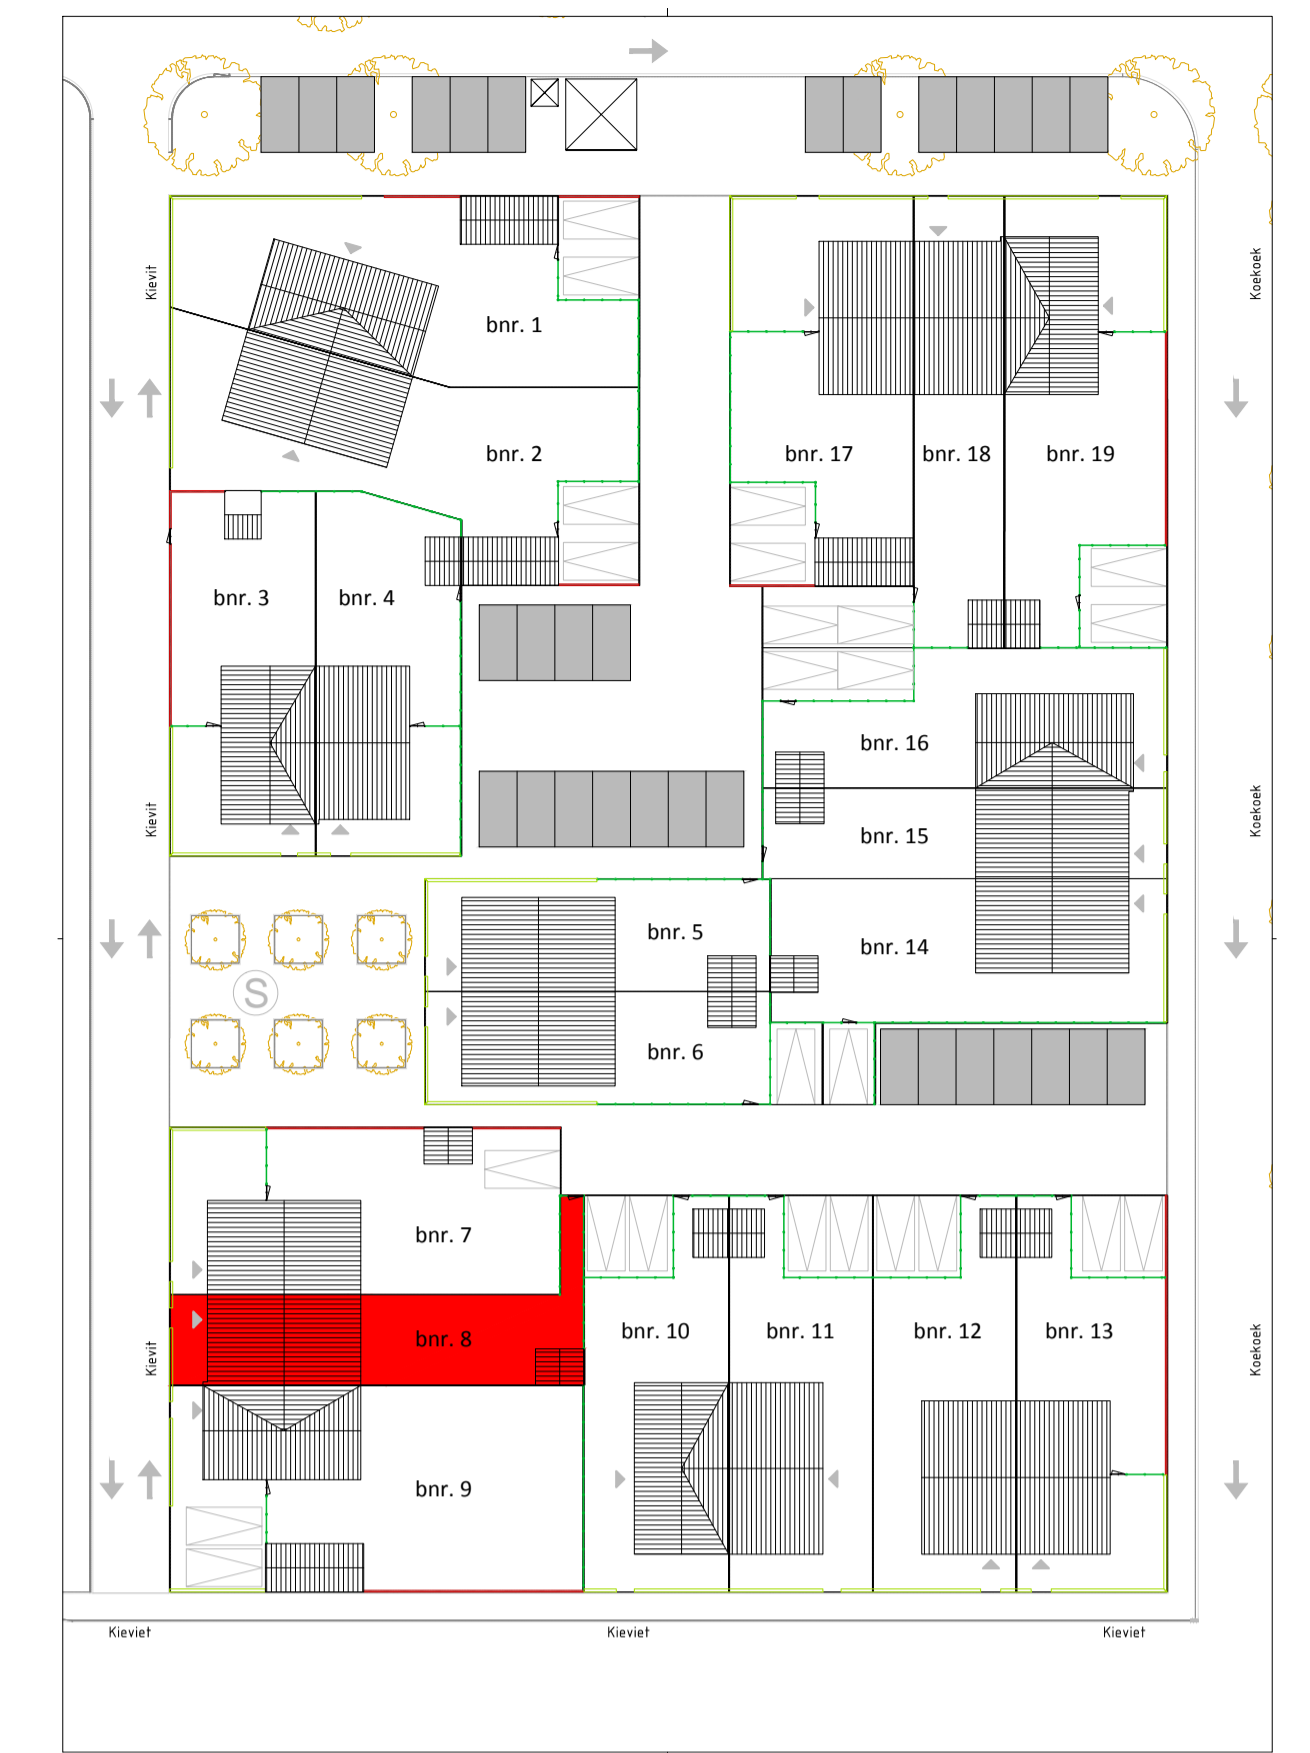 Kievit
Koekoek
bnr. 1
bnr. 2
bnr. 17
bnr. 18
bnr. 19
bnr. 3
bnr. 4
bnr. 16
Kievit
Koekoek
bnr. 15
bnr. 5
bnr. 14
S
bnr. 6
bnr. 7
bnr. 8
bnr. 10
bnr. 11
bnr. 12
bnr. 13
Kievit
Koekoek
bnr. 9
Kieviet
Kieviet
Kieviet